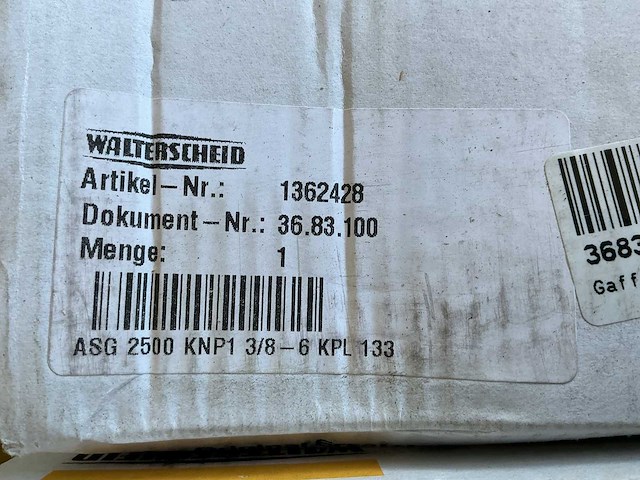 WALTERSCHEID
Artikel-Nr.: 1362428
Dokument-Nr.: 36.83.100
Menge: 1
ASG 2500 KNP1 3/8-6 KPL 133
3683
Gaff